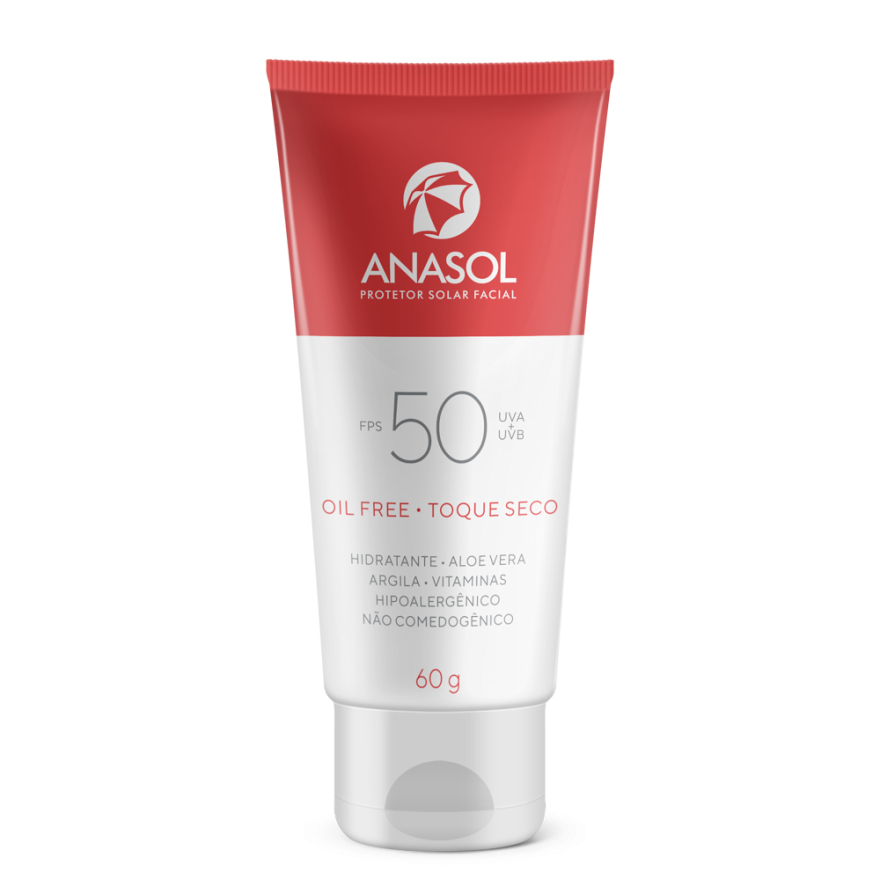 ANASOL
PROTETOR SOLAR FACIAL
FPS 50 UVA + UVB
OIL FREE • TOQUE SECO
HIDRATANTE • ALOE VERA
ARGILA • VITAMINAS
HIPOALERGÊNICO
NÃO COMEDOGÊNICO
60 g